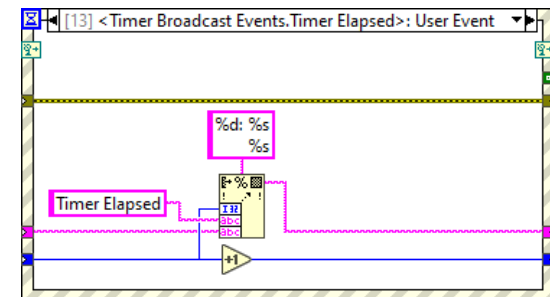 [13] <Timer Broadcast Events.Timer Elapsed>: User Event
%d: %s
%s
%
Timer Elapsed
I32
abc
abc
+1